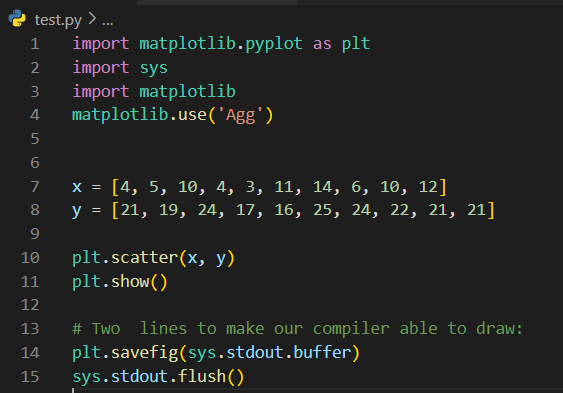 test.py > ...
1 import matplotlib.pyplot as plt
2 import sys
3 import matplotlib
4 matplotlib.use('Agg')
5
6
7 x = [4, 5, 10, 4, 3, 11, 14, 6, 10, 12]
8 y = [21, 19, 24, 17, 16, 25, 24, 22, 21, 21]
9
10 plt.scatter(x, y)
11 plt.show()
12
13 # Two  lines to make our compiler able to draw:
14 plt.savefig(sys.stdout.buffer)
15 sys.stdout.flush()